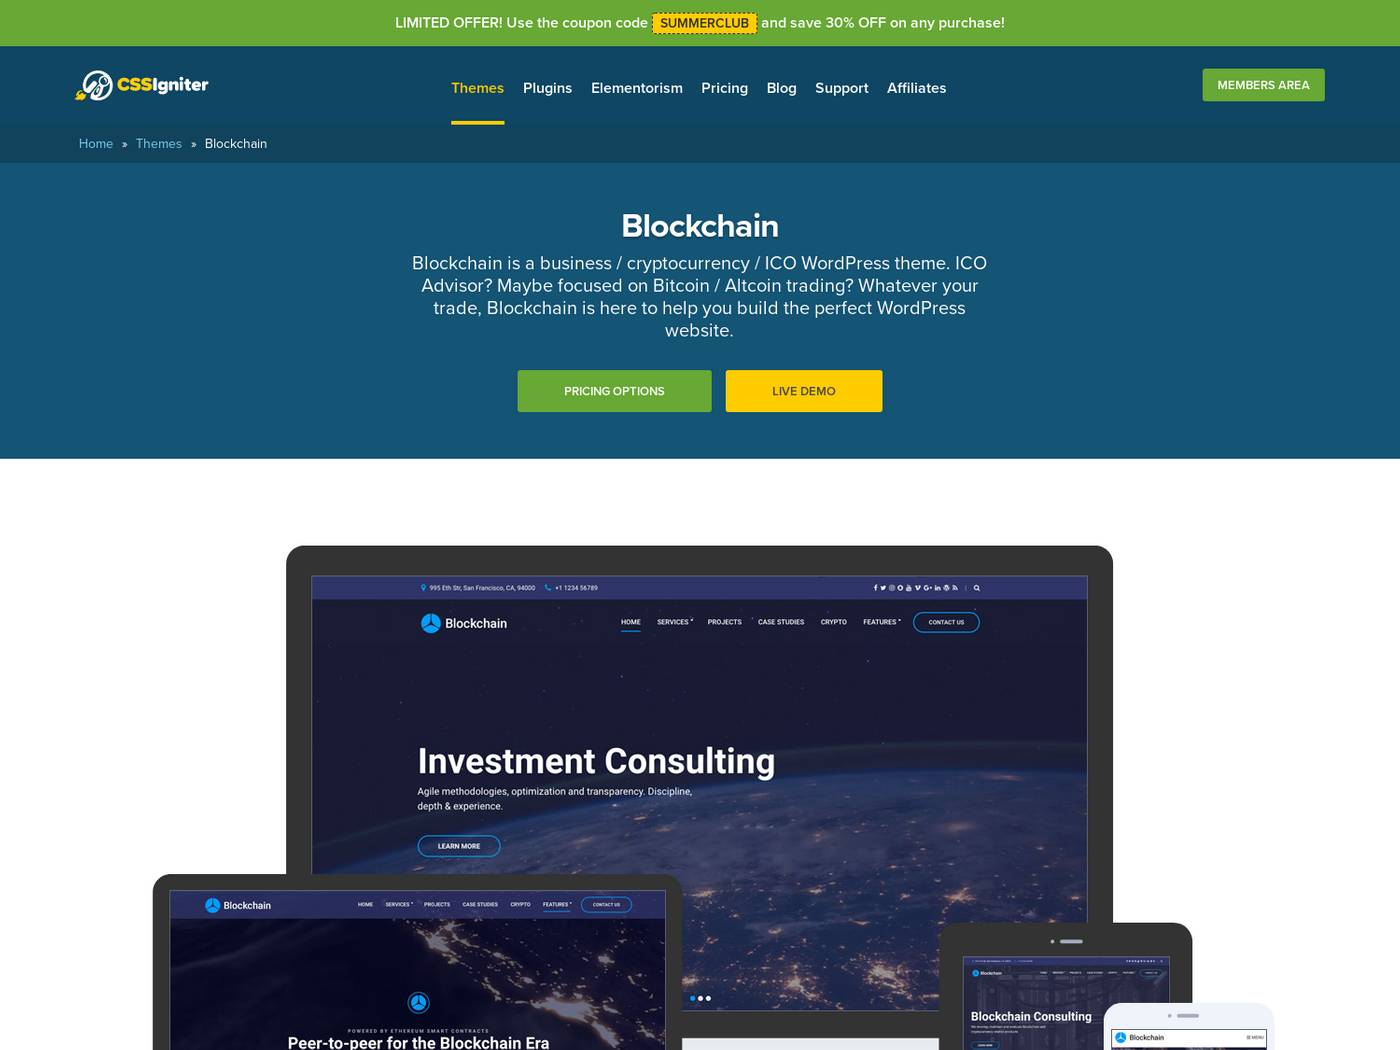 LIMITED OFFER! Use the coupon code SUMMERCLUB and save 30% OFF on any purchase!
CSSIgniter
Themes Plugins Elementorism Pricing Blog Support Affiliates
MEMBERS AREA
Home » Themes » Blockchain
Blockchain
Blockchain is a business / cryptocurrency / ICO WordPress theme. ICO
Advisor? Maybe focused on Bitcoin / Altcoin trading? Whatever your
trade, Blockchain is here to help you build the perfect WordPress
website.
PRICING OPTIONS
LIVE DEMO
995 Eth Str, San Francisco, CA, 94000 +1 1234 56789
Blockchain
HOME SERVICES PROJECTS CASE STUDIES CRYPTO FEATURES CONTACT US
Investment Consulting
Agile methodologies, optimization and transparency. Discipline,
depth & experience.
LEARN MORE
Blockchain
HOME SERVICES PROJECTS CASE STUDIES CRYPTO FEATURES CONTACT US
POWERED BY ETHEREUM SMART CONTRACTS
Peer-to-peer for the Blockchain Era
Blockchain
Blockchain Consulting
Blockchain
MENU